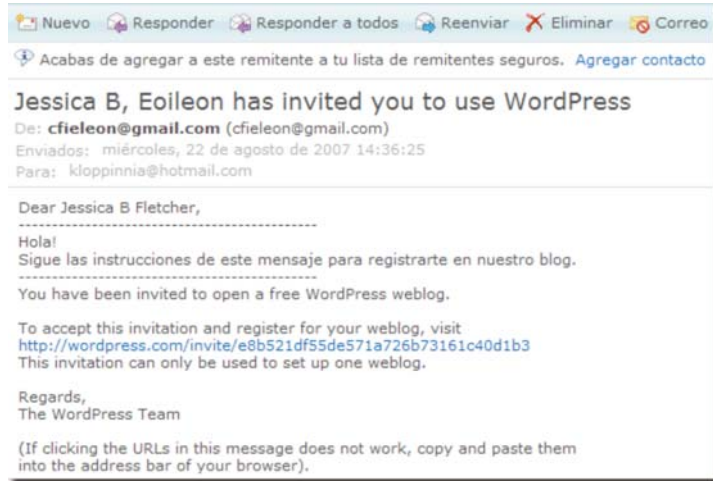 Nuevo Responder Responder a todos Reenviar Eliminar Correo
Acabas de agregar a este remitente a tu lista de remitentes seguros. Agregar contacto
Jessica B, Eoileon has invited you to use WordPress
De: cfieleon@gmail.com (cfieleon@gmail.com)
Enviados: miércoles, 22 de agosto de 2007 14:36:25
Para: kloppinnia@hotmail.com
Dear Jessica B Fletcher,
---------------------------------------------
Hola!
Sigue las instrucciones de este mensaje para registrarte en nuestro blog.
---------------------------------------------
You have been invited to open a free WordPress weblog.
To accept this invitation and register for your weblog, visit
http://wordpress.com/invite/e8b521df55de571a726b73161c40d1b3
This invitation can only be used to set up one weblog.
Regards,
The WordPress Team
(If clicking the URLs in this message does not work, copy and paste them
into the address bar of your browser).